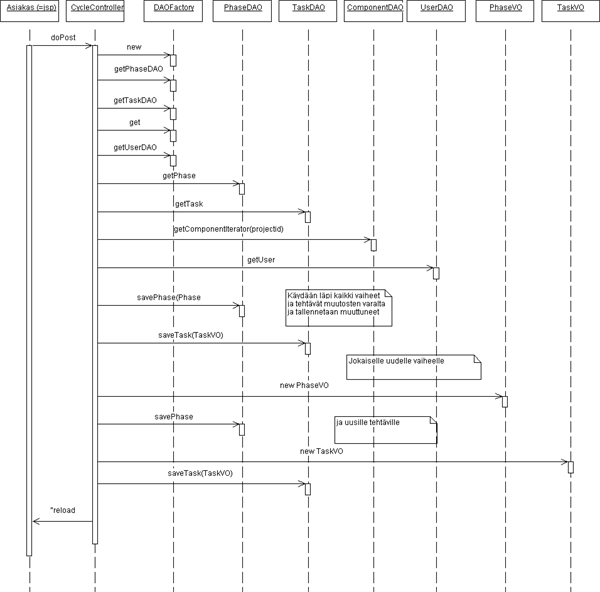 Asiakas (=jsp) CycleController DAOFactory PhaseDAO TaskDAO ComponentDAO UserDAO PhaseVO TaskVO
doPost
new
getPhaseDAO
getTaskDAO
get
getUserDAO
getPhase
getTask
getComponentIterator(projectid)
getUser
Käydään läpi kaikki vaiheet
ja tehtävät muutosten varalta
ja tallennetaan muuttuneet
savePhase(Phase
saveTask(TaskVO)
Jokaiselle uudelle vaiheelle
new PhaseVO
savePhase
ja uusille tehtäville
new TaskVO
saveTask(TaskVO)
"reload